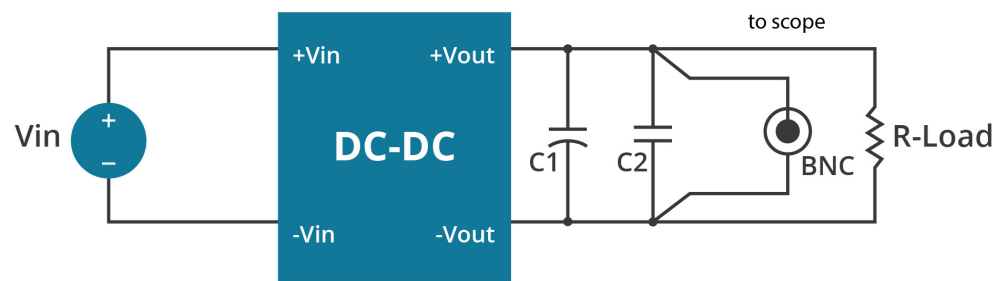 to scope
+Vin
+Vout
Vin
+
−
DC-DC
C1
C2
BNC
R-Load
-Vin
-Vout